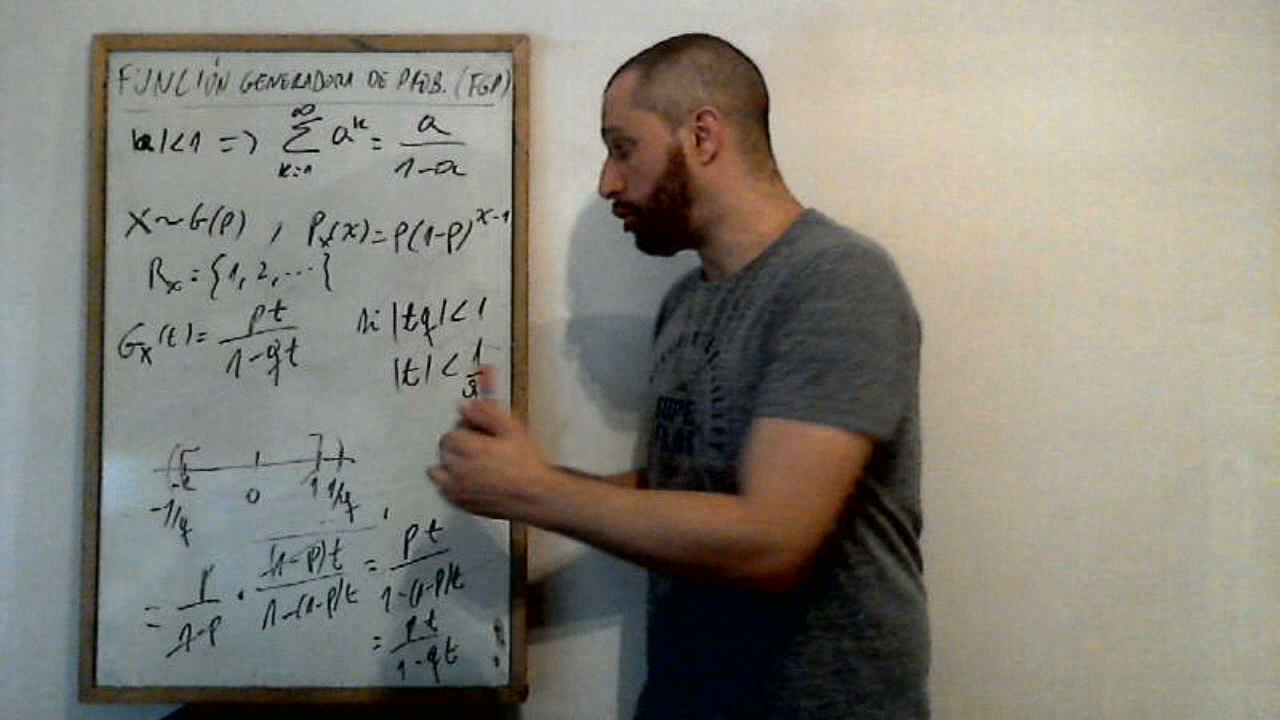 FUNCIÓN GENERADORA DE PROB. (FGP)
|a|<1 => ∑_{k=1}^{∞} a^k = a/(1-a)
X~G(p) , P_X(x)=p(1-p)^{x-1}
R_X={1,2,...}
G_X(t)= pt/(1-qt) si |tq|<1
|t| < 1/q
-1/q 0 1 1/q
= p/(1-p) · (1-p)t/(1-(1-p)t) = pt/(1-(1-p)t)
= pt/(1-qt)